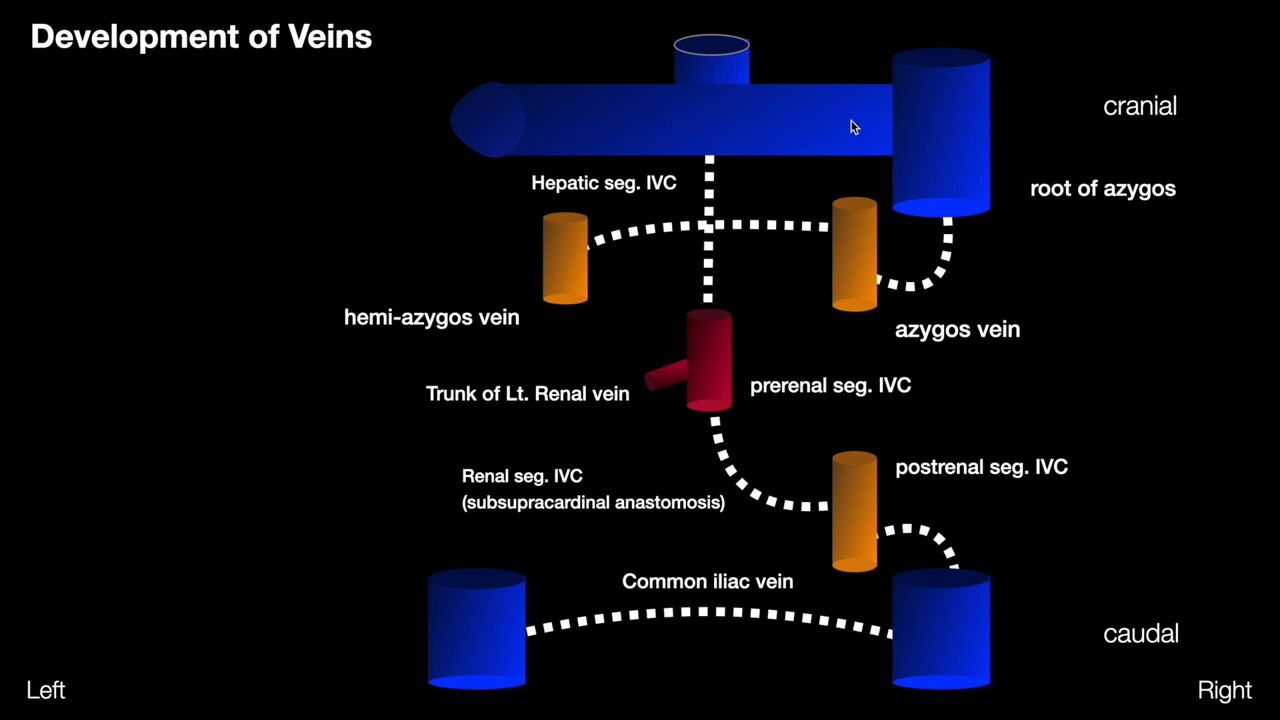 Development of Veins
cranial
Hepatic seg. IVC
root of azygos
hemi-azygos vein
azygos vein
Trunk of Lt. Renal vein
prerenal seg. IVC
postrenal seg. IVC
Renal seg. IVC
(subsupracardinal anastomosis)
Common iliac vein
caudal
Left
Right